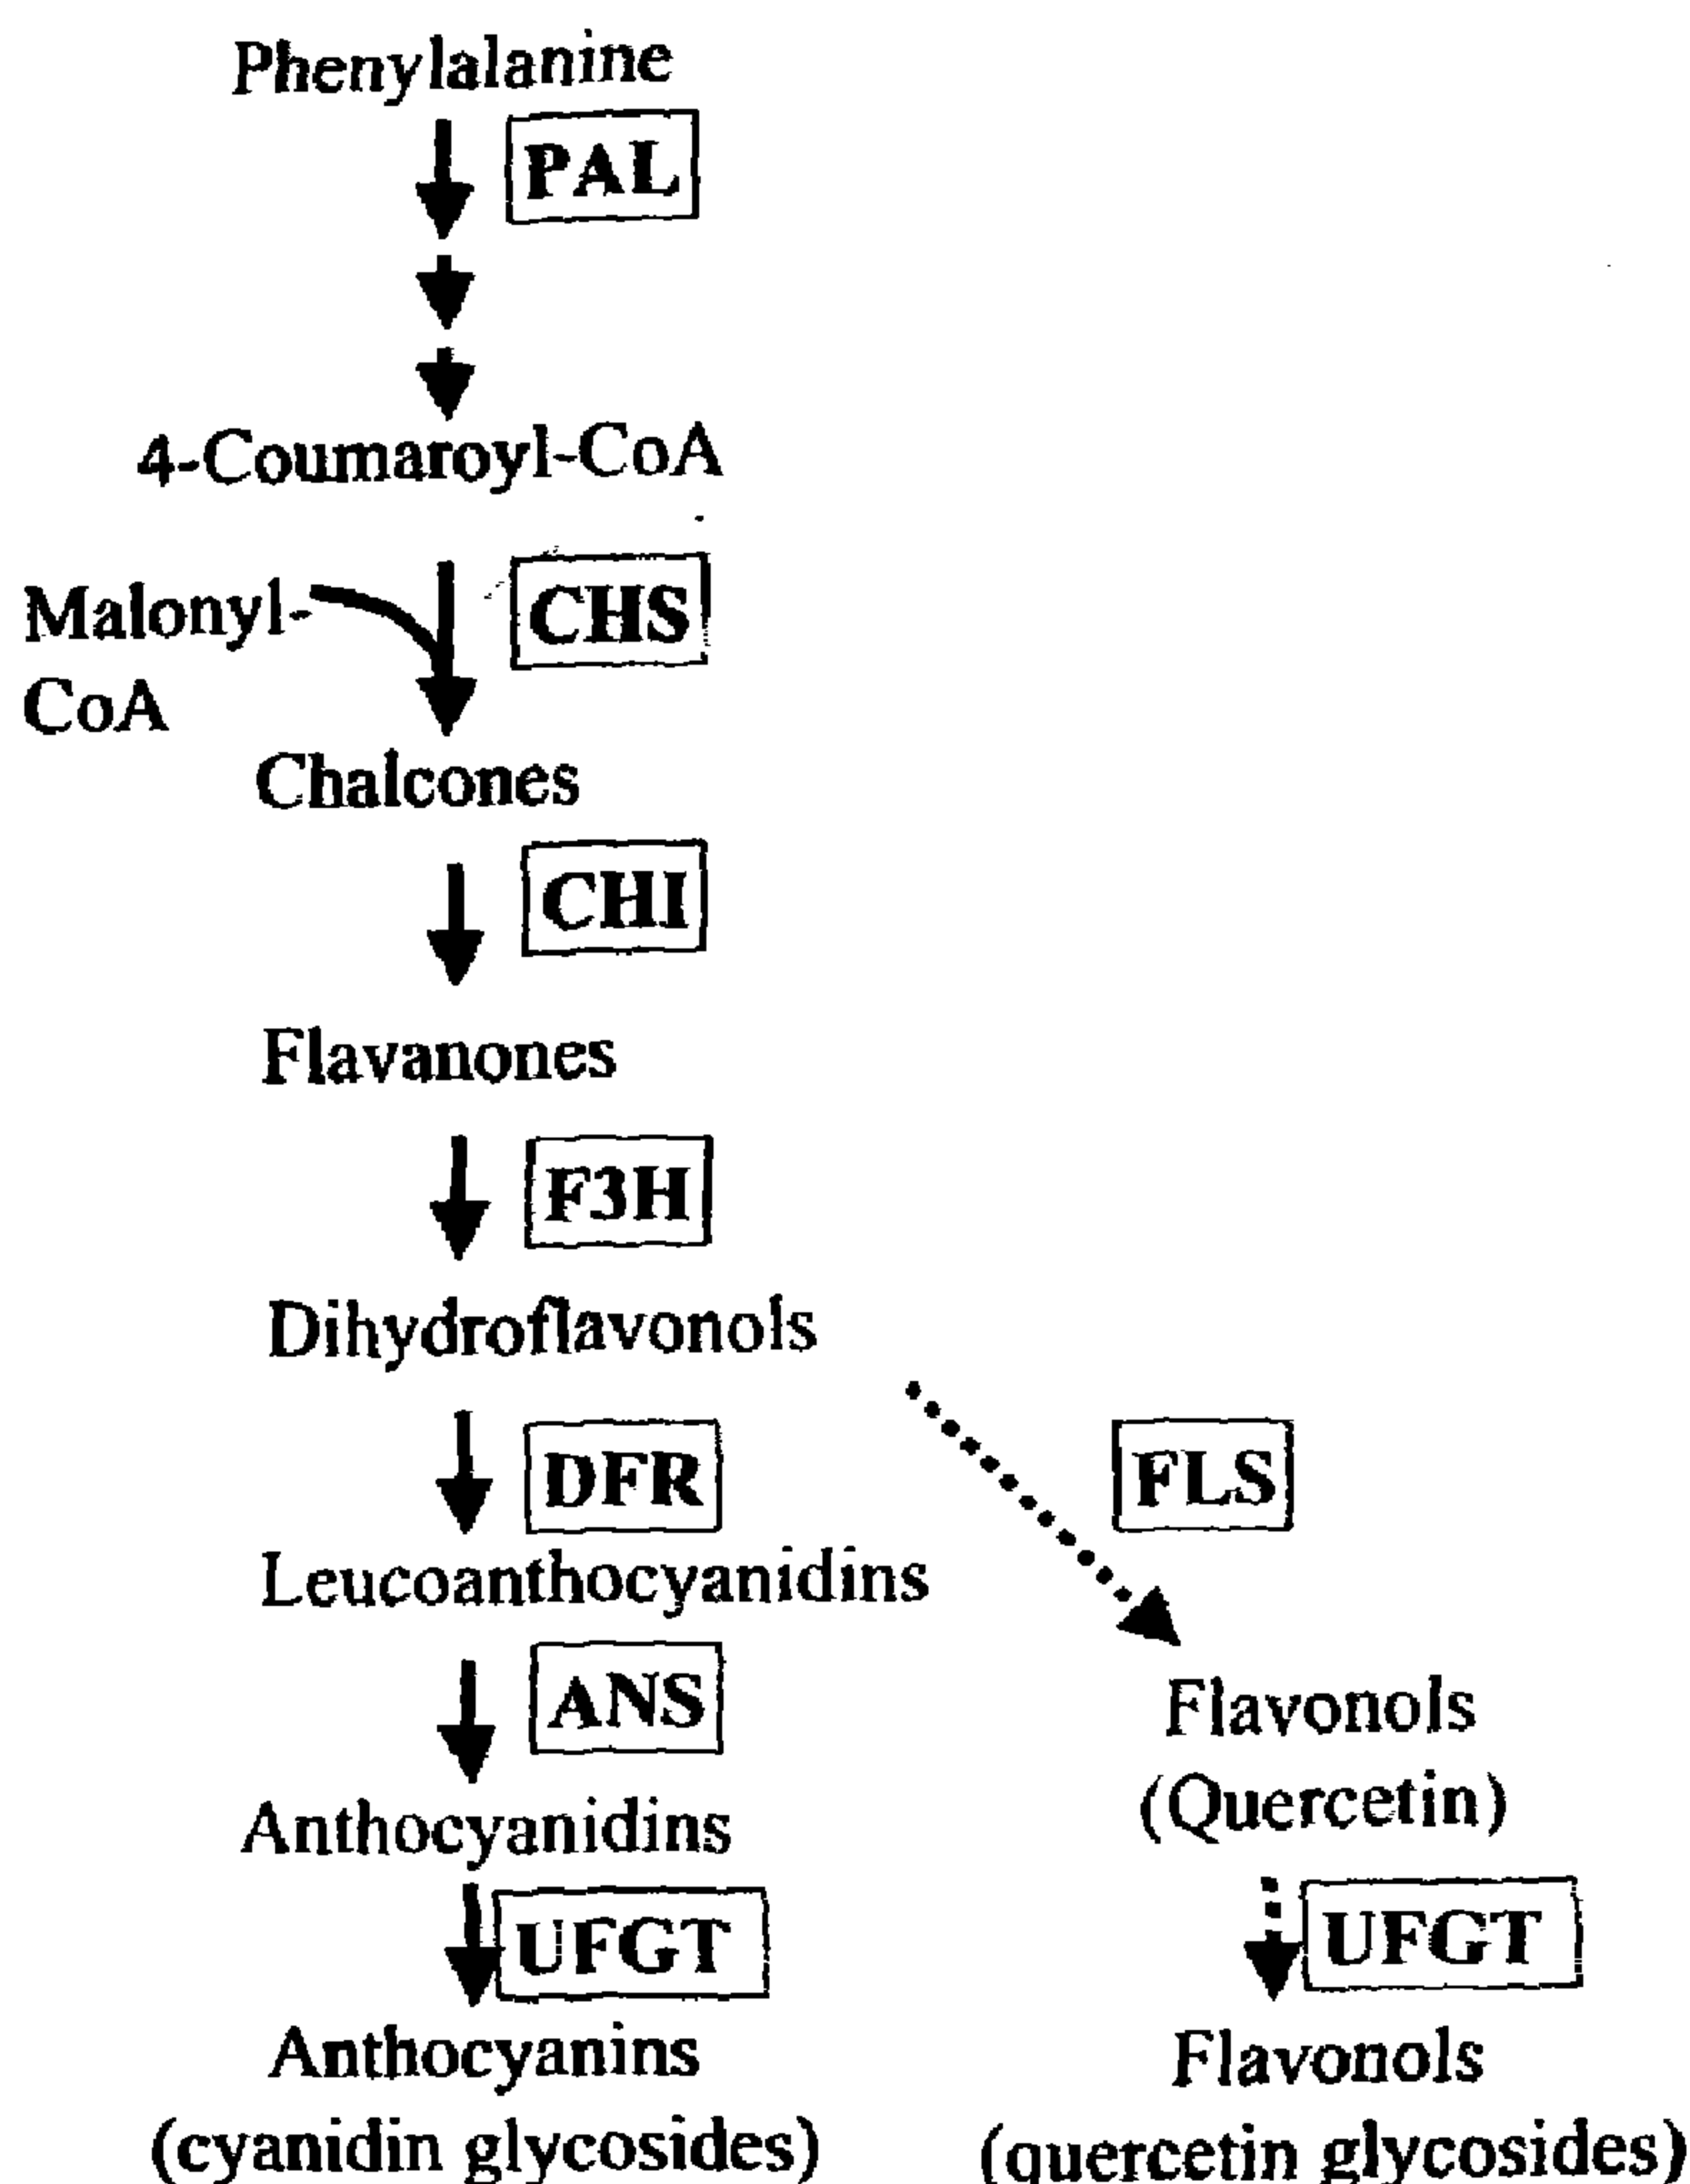 Phenylalanine
PAL
4-Coumaroyl-CoA
Malonyl-
CoA
CHS
Chalcones
CHI
Flavanones
F3H
Dihydroflavonols
DFR
FLS
Leucoanthocyanidins
ANS
Flavonols
(Quercetin)
Anthocyanidins
UFGT
UFGT
Anthocyanins
(cyanidin glycosides)
Flavonols
(quercetin glycosides)